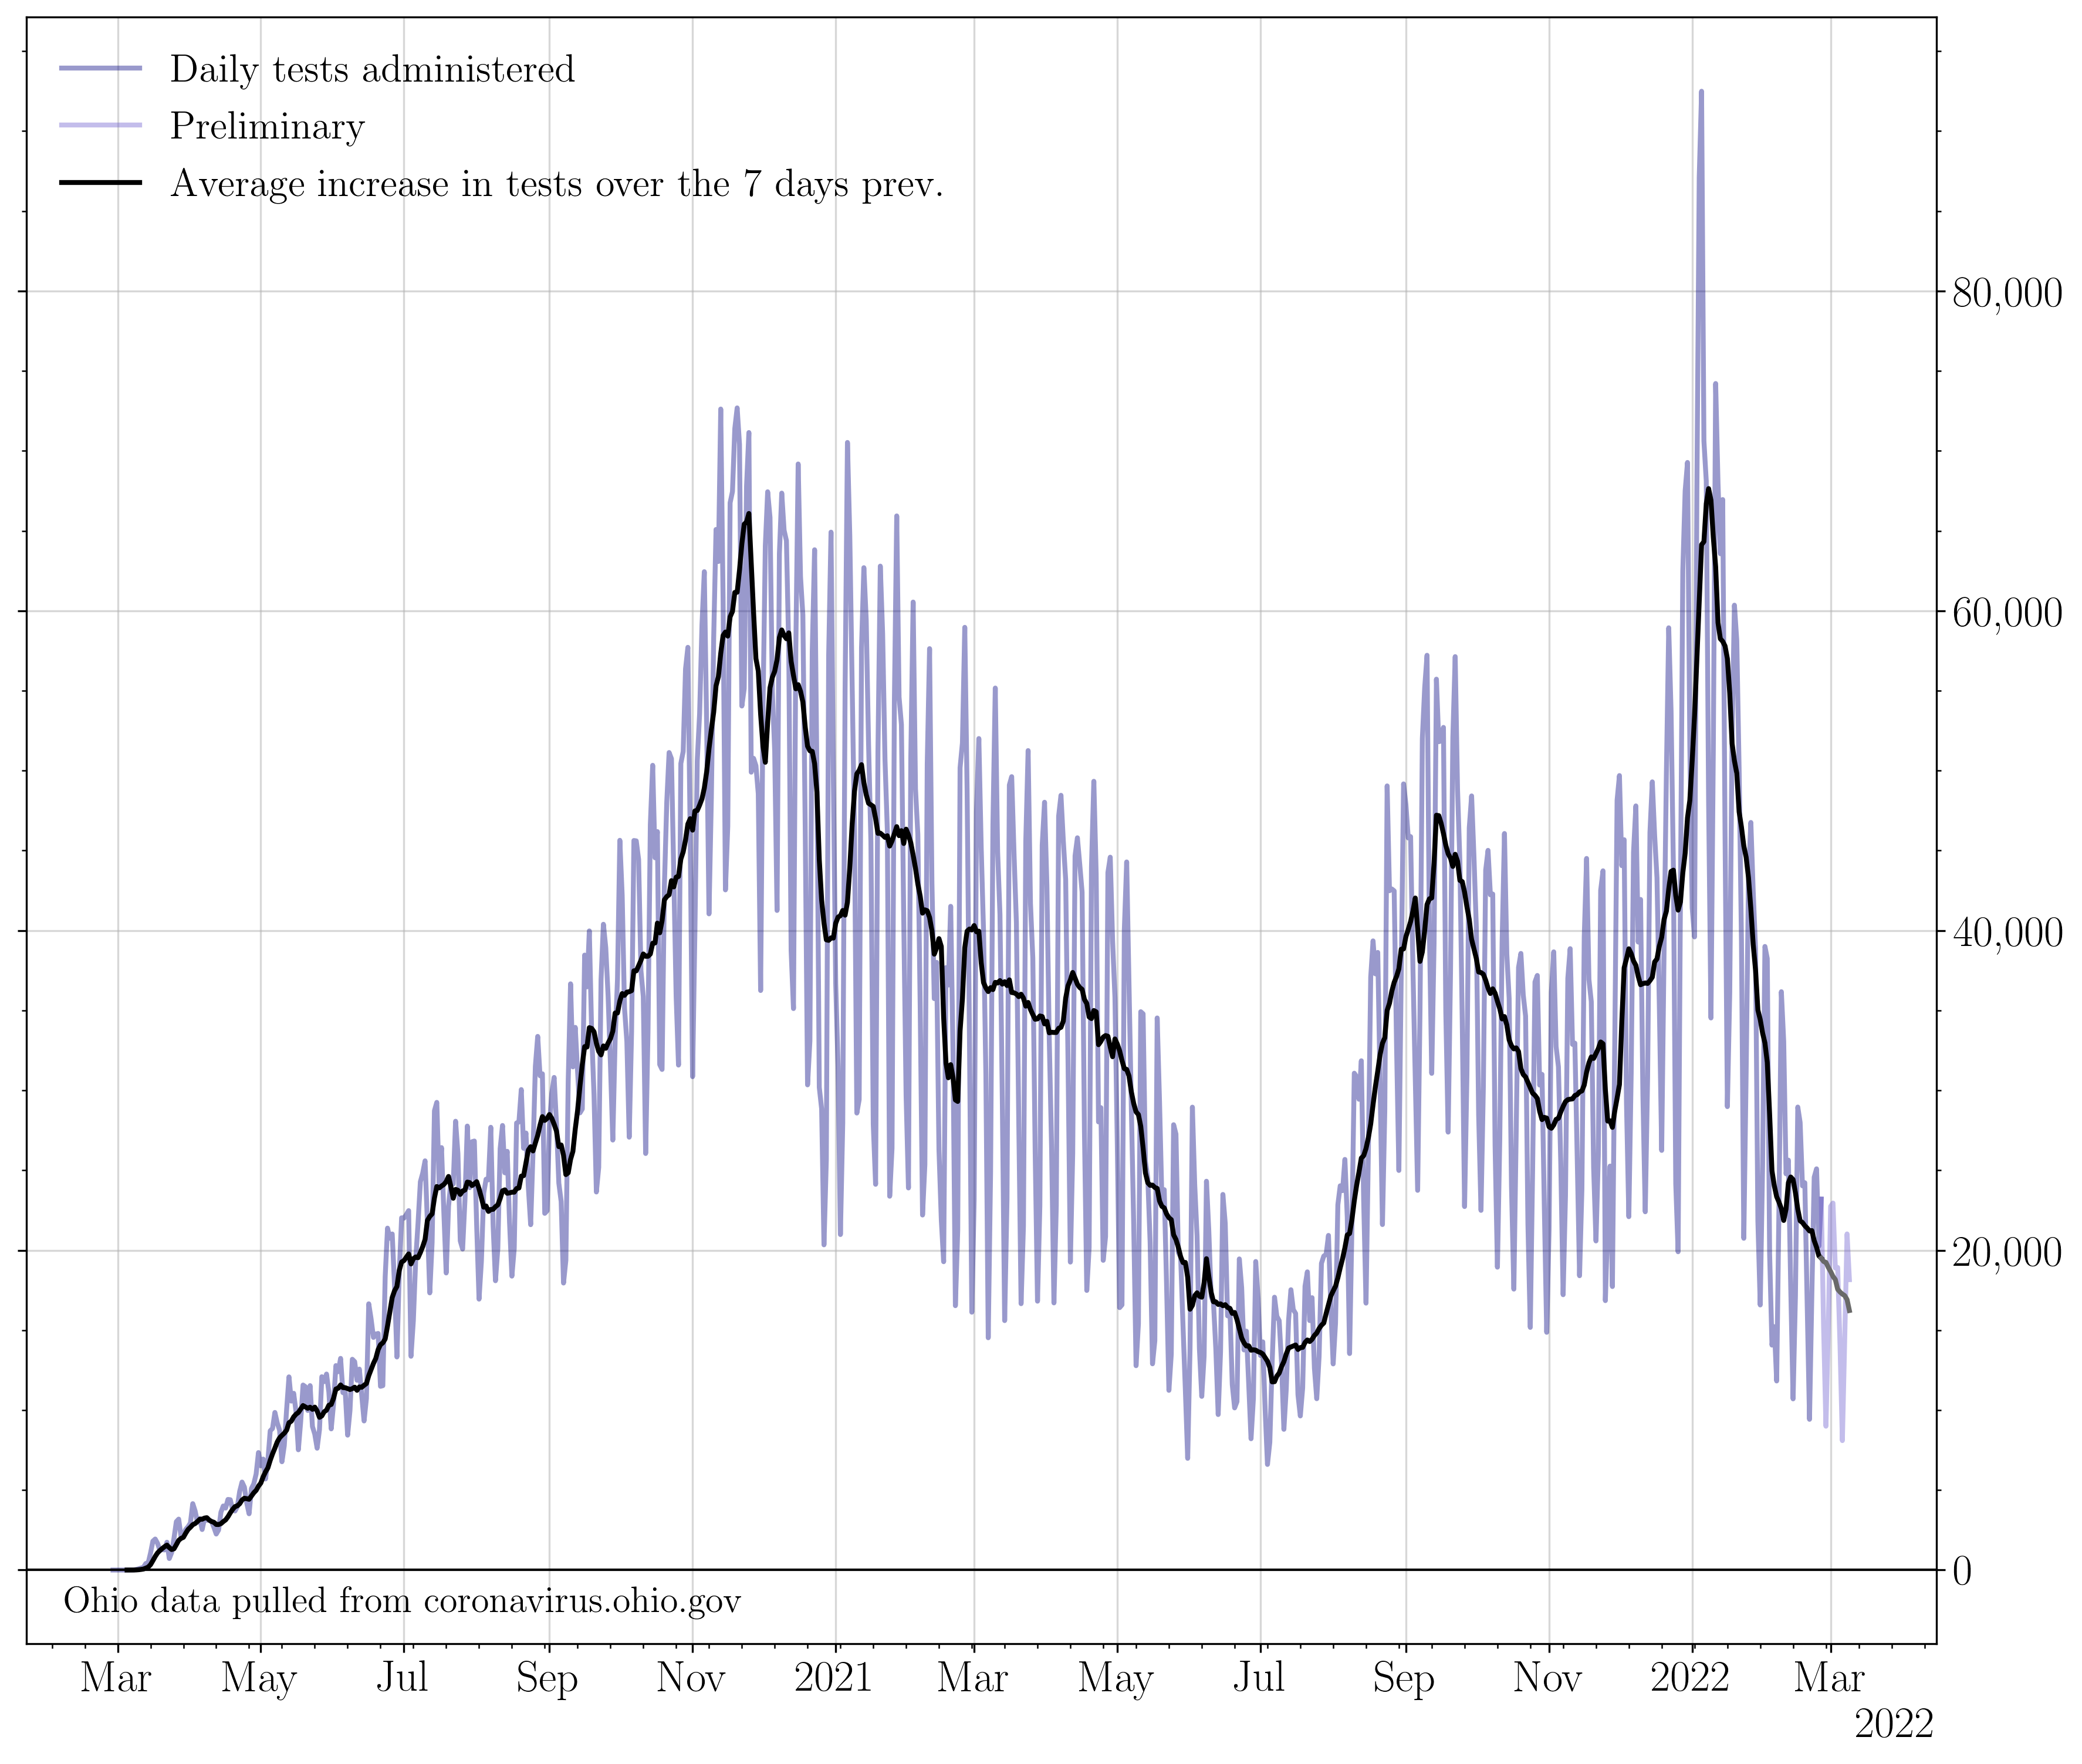 Daily tests administered
Preliminary
Average increase in tests over the 7 days prev.
80,000
60,000
40,000
20,000
0
Ohio data pulled from coronavirus.ohio.gov
Mar May Jul Sep Nov 2021 Mar May Jul Sep Nov 2022 Mar
2022